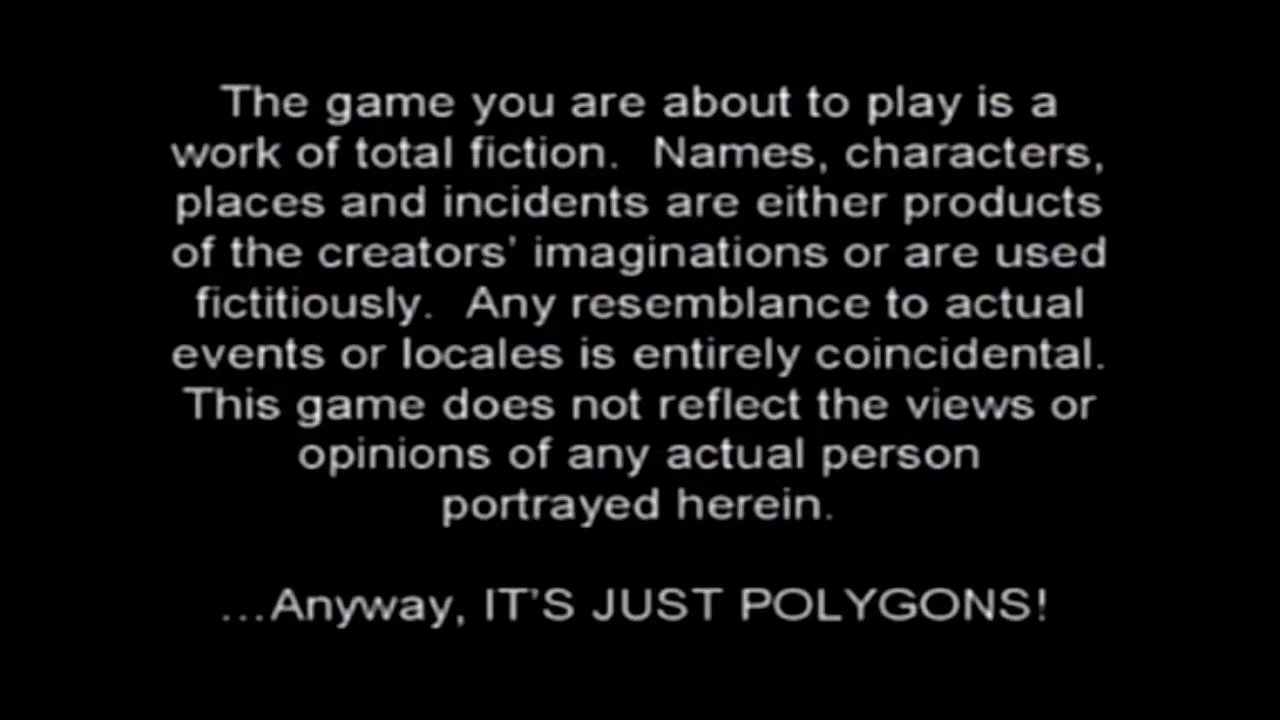 The game you are about to play is a
work of total fiction.  Names, characters,
places and incidents are either products
of the creators' imaginations or are used
fictitiously.  Any resemblance to actual
events or locales is entirely coincidental.
This game does not reflect the views or
opinions of any actual person
portrayed herein.
...Anyway, IT'S JUST POLYGONS!